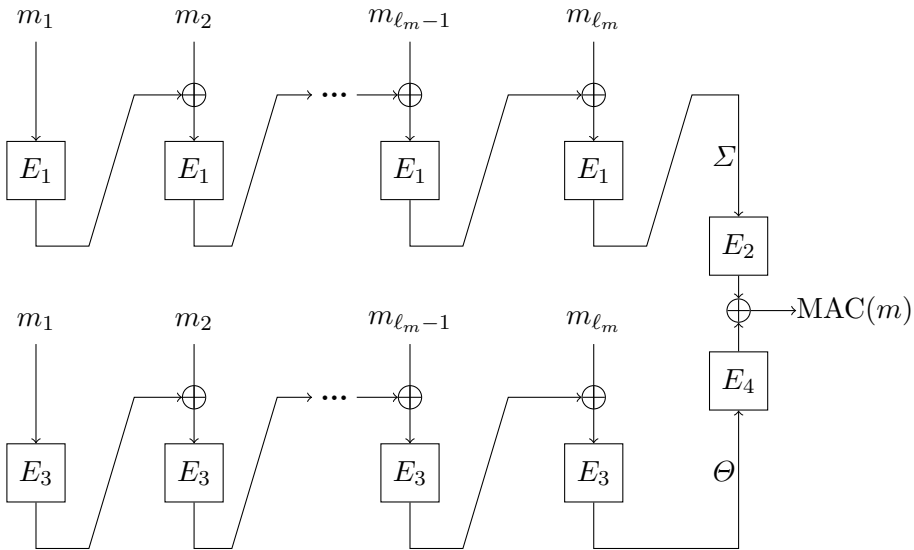 m₁ m₂ mₗₘ₋₁ mₗₘ
E₁ E₁ ... E₁ E₁ Σ
E₂
MAC(m)
m₁ m₂ mₗₘ₋₁ mₗₘ
E₄
E₃ E₃ ... E₃ E₃ Θ